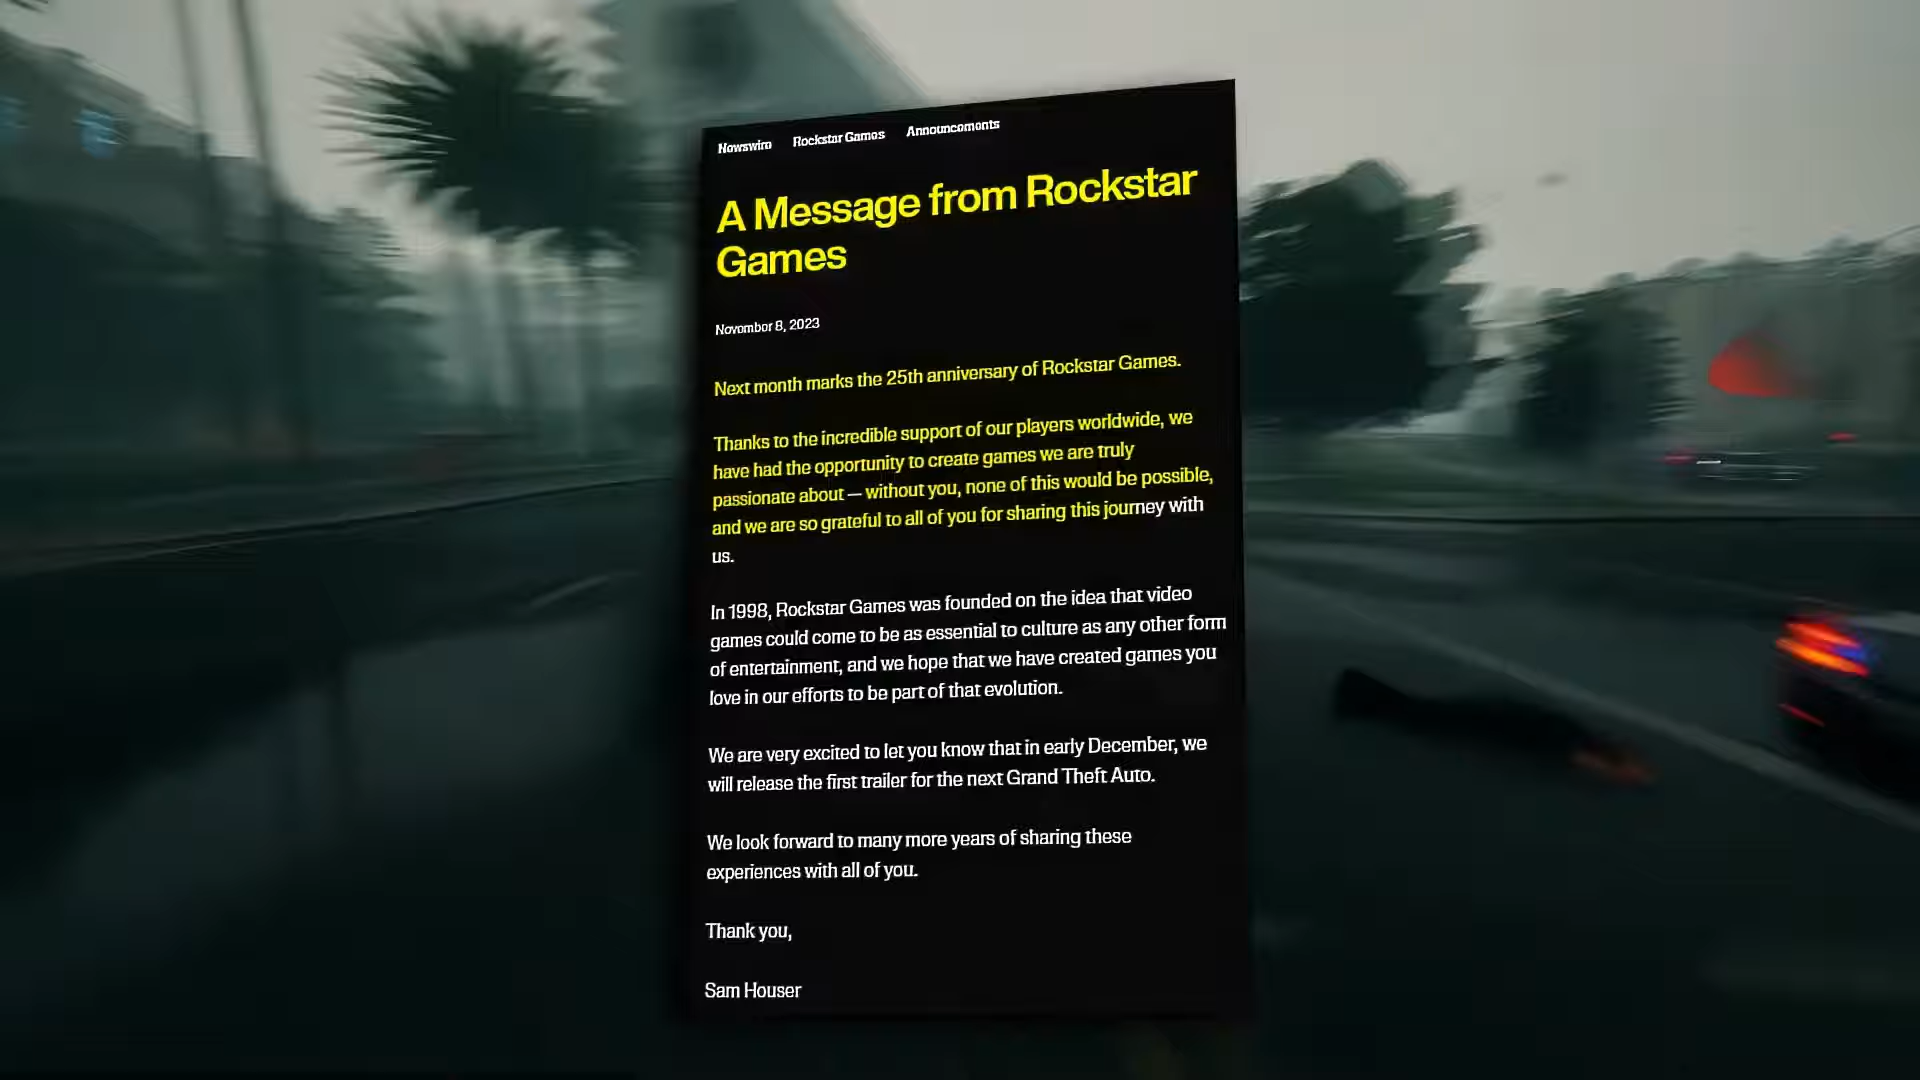 Newswire Rockstar Games Announcements
A Message from Rockstar
Games
November 8, 2023
Next month marks the 25th anniversary of Rockstar Games.
Thanks to the incredible support of our players worldwide, we
have had the opportunity to create games we are truly
passionate about — without you, none of this would be possible,
and we are so grateful to all of you for sharing this journey with
us.
In 1998, Rockstar Games was founded on the idea that video
games could come to be as essential to culture as any other form
of entertainment, and we hope that we have created games you
love in our efforts to be part of that evolution.
We are very excited to let you know that in early December, we
will release the first trailer for the next Grand Theft Auto.
We look forward to many more years of sharing these
experiences with all of you.
Thank you,
Sam Houser